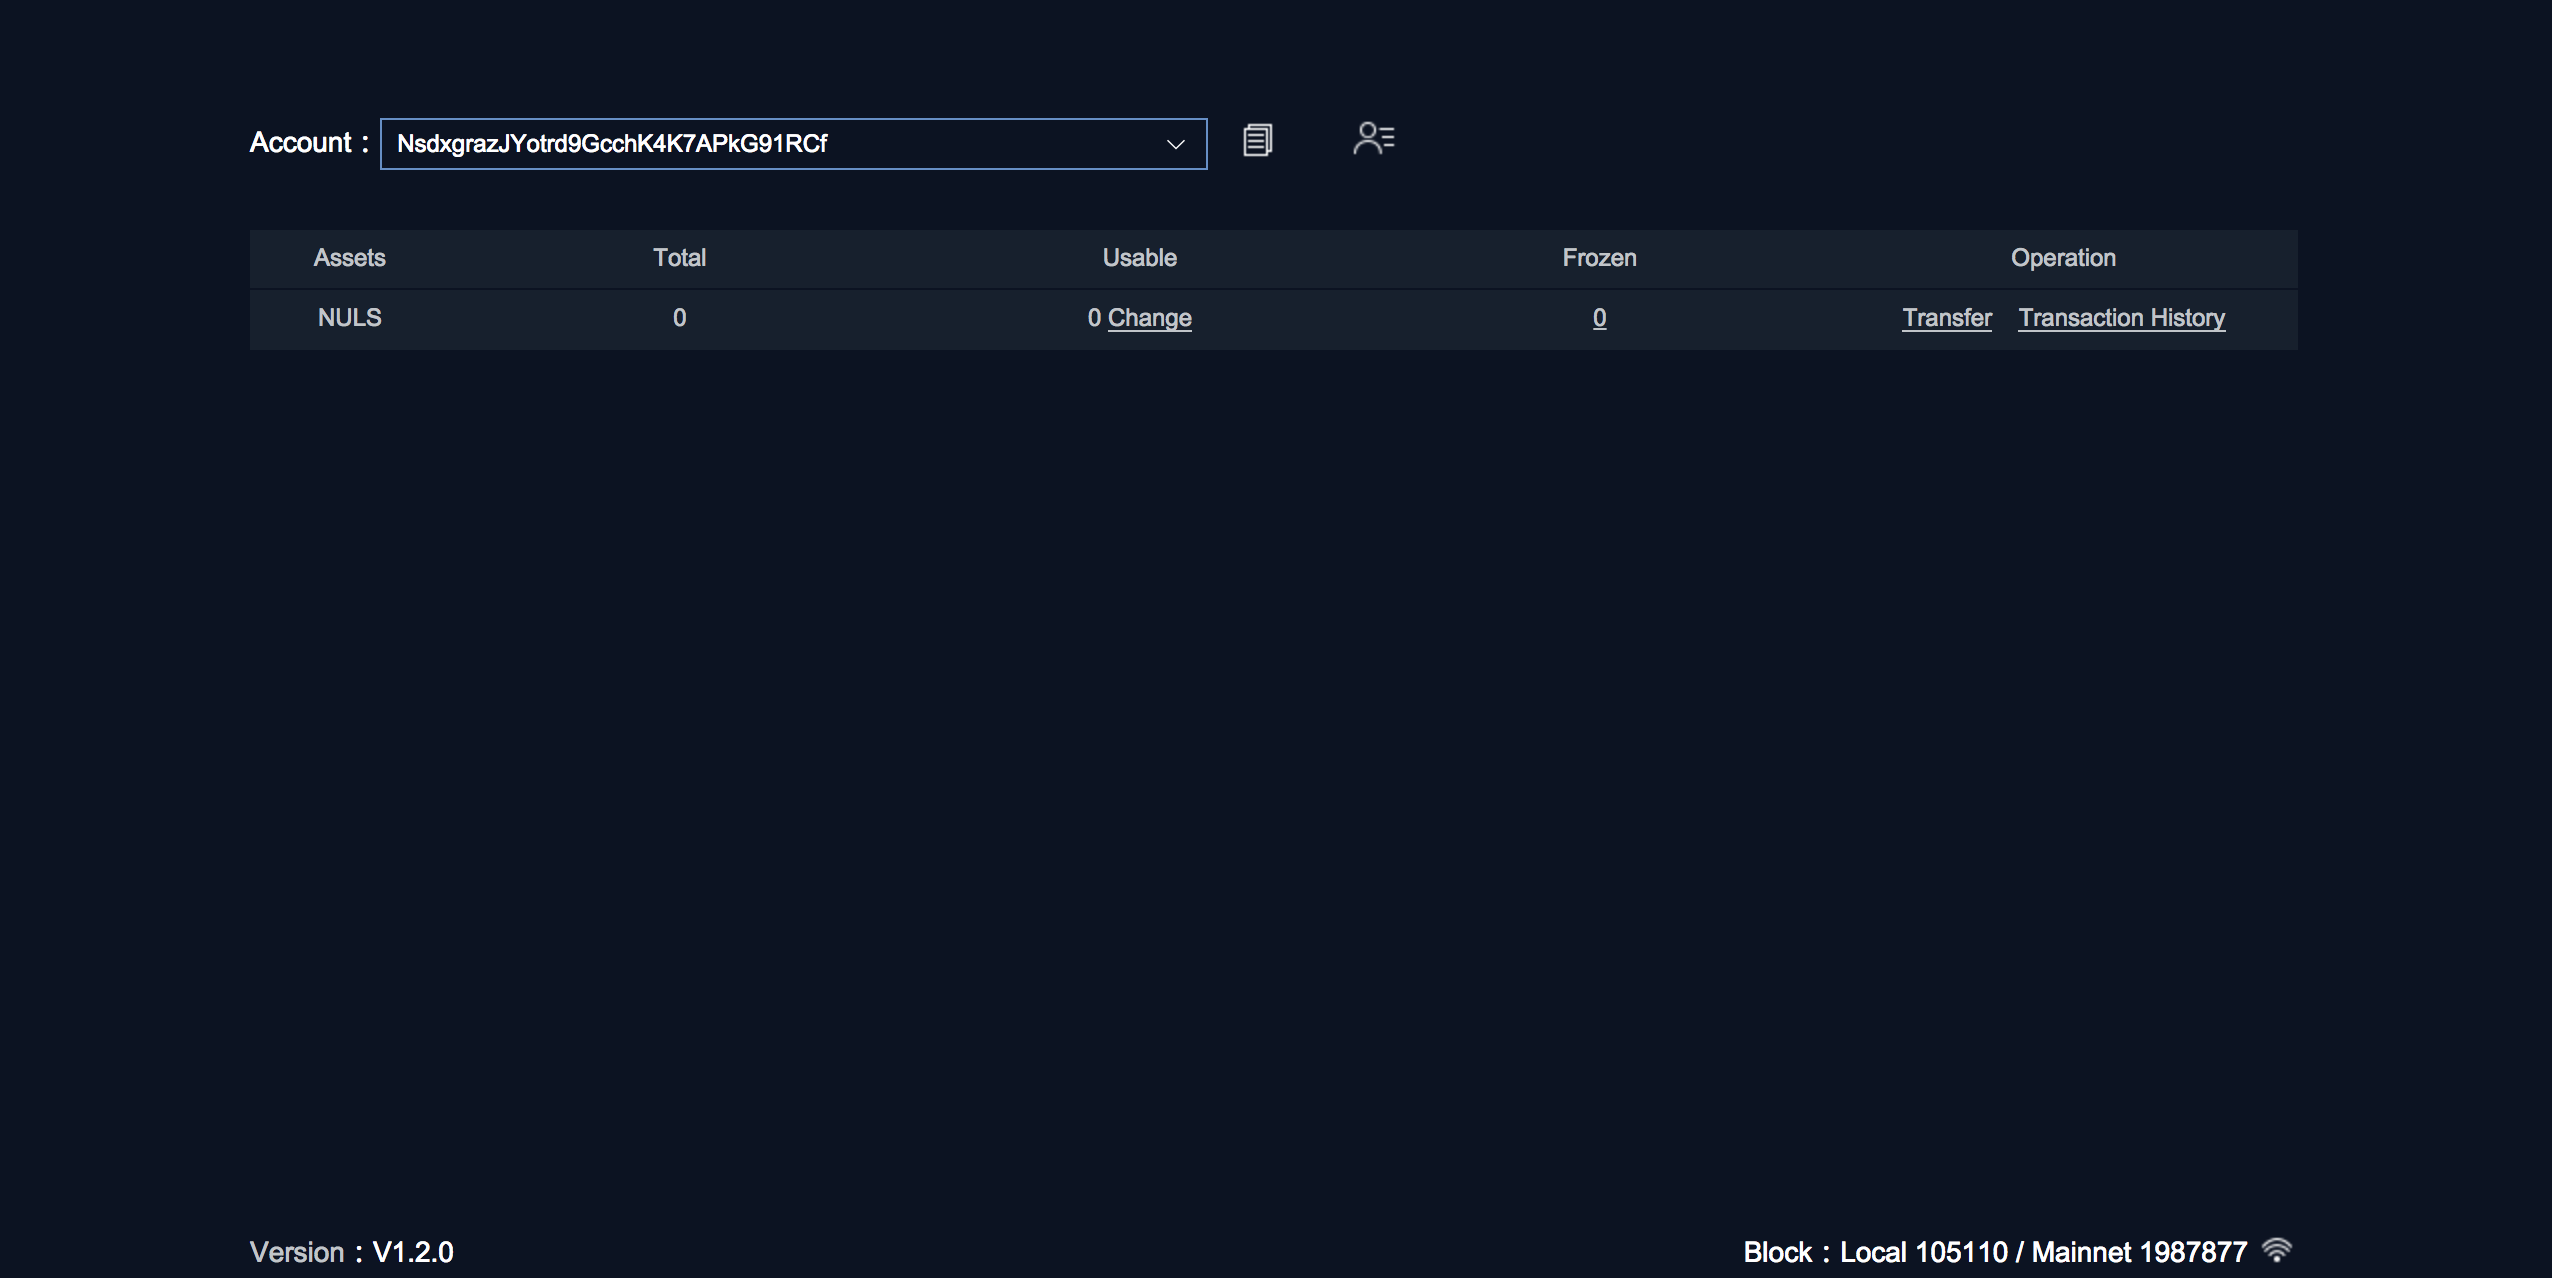 Account : NsdxgrazJYotrd9GcchK4K7APkG91RCf
Assets Total Usable Frozen Operation
NULS 0 0 Change 0 Transfer Transaction History
Version : V1.2.0 Block : Local 105110 / Mainnet 1987877